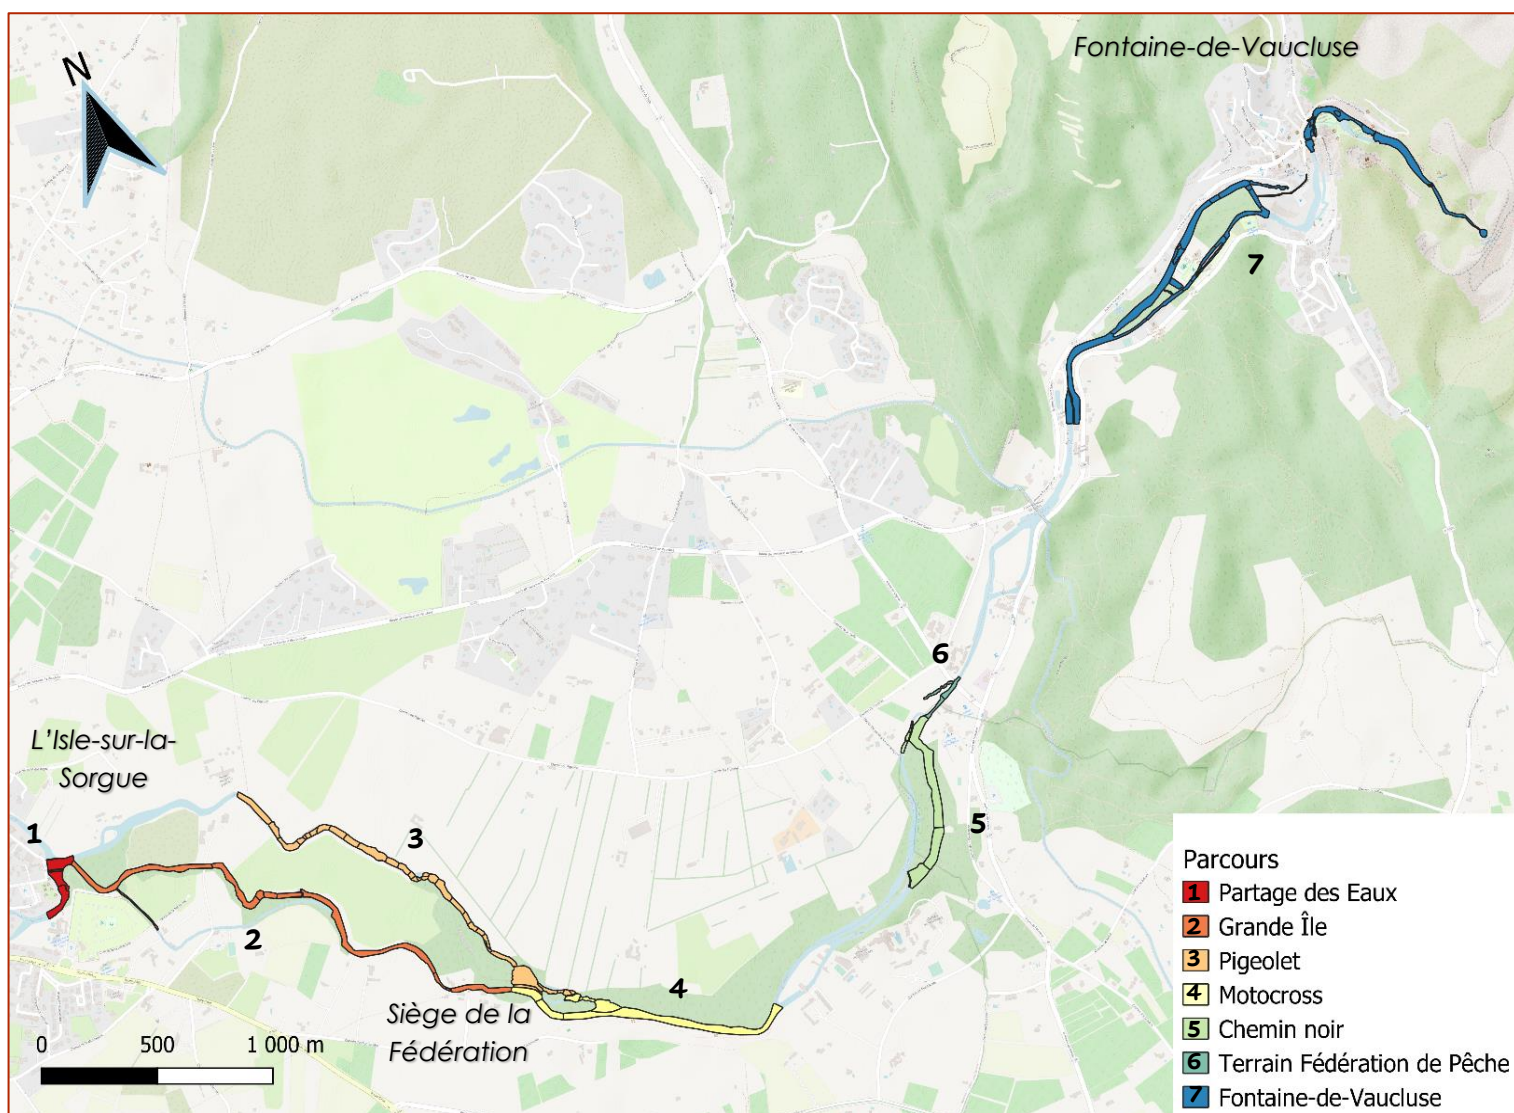 Fontaine-de-Vaucluse
N
7
6
L'Isle-sur-la-
Sorgue
1
3
5
2
4
Siège de la
Fédération
0 500 1 000 m
Parcours
1 Partage des Eaux
2 Grande Île
3 Pigeolet
4 Motocross
5 Chemin noir
6 Terrain Fédération de Pêche
7 Fontaine-de-Vaucluse